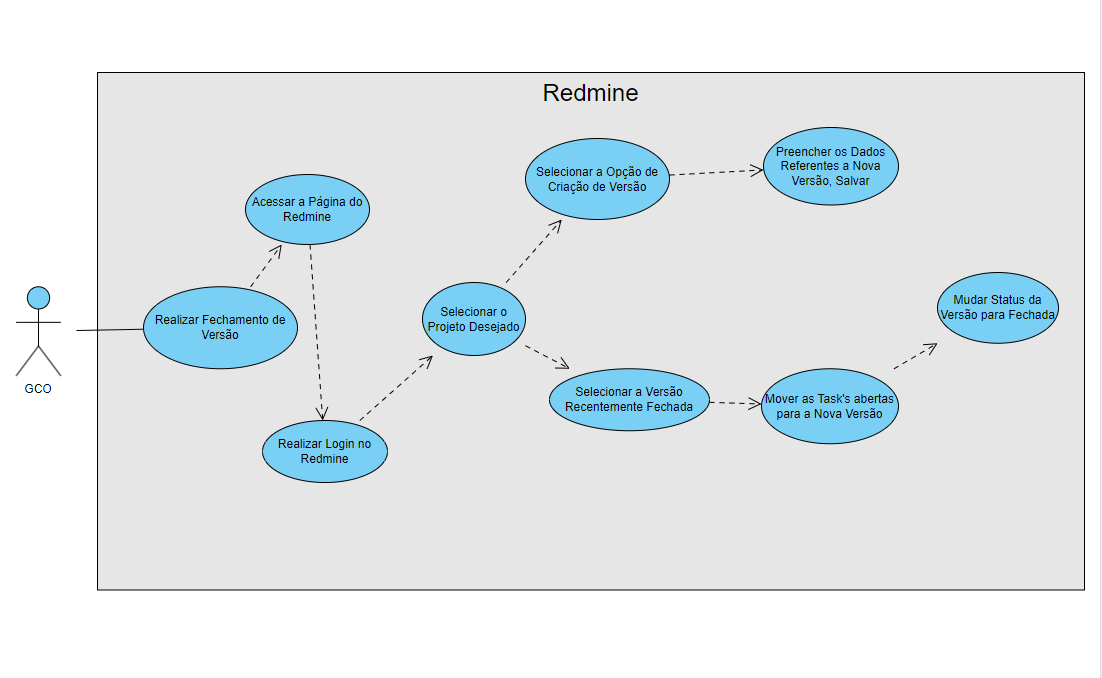 Redmine
Acessar a Página do
Redmine
Realizar Fechamento de
Versão
GCO
Realizar Login no
Redmine
Selecionar o
Projeto Desejado
Selecionar a Opção de
Criação de Versão
Preencher os Dados
Referentes a Nova
Versão, Salvar
Selecionar a Versão
Recentemente Fechada
Mover as Task's abertas
para a Nova Versão
Mudar Status da
Versão para Fechada